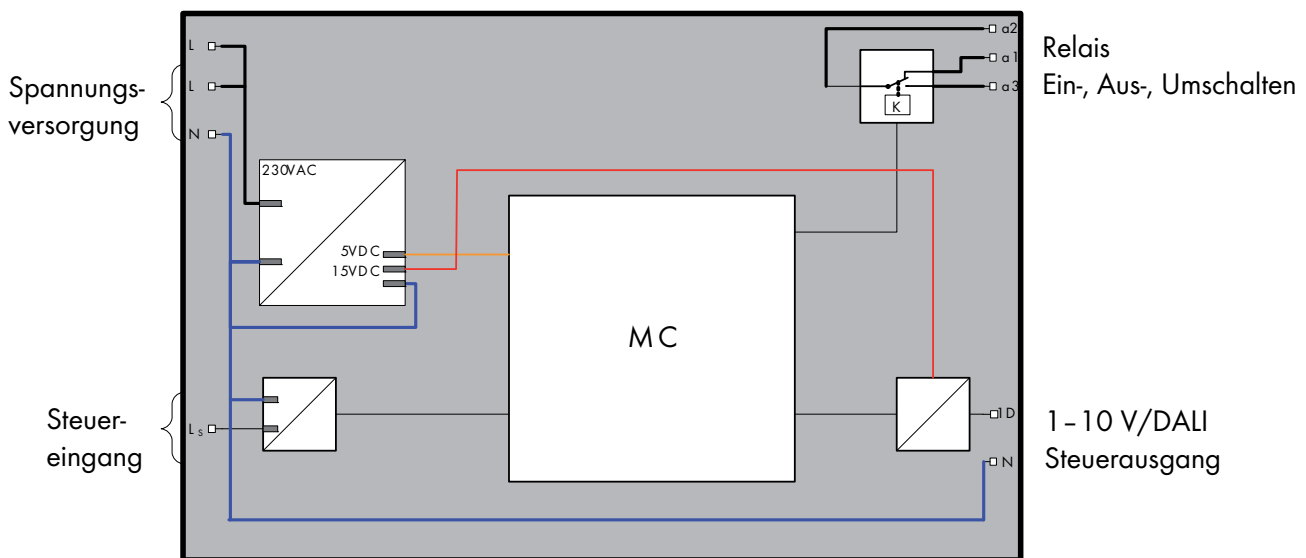 L
L
N
Spannungs-
versorgung
230VAC
5VDC
15VDC
a2
a1
a3
K
Relais
Ein-, Aus-, Umschalten
MC
Steuer-
eingang
Ls
1D
N
1–10 V/DALI
Steuerausgang